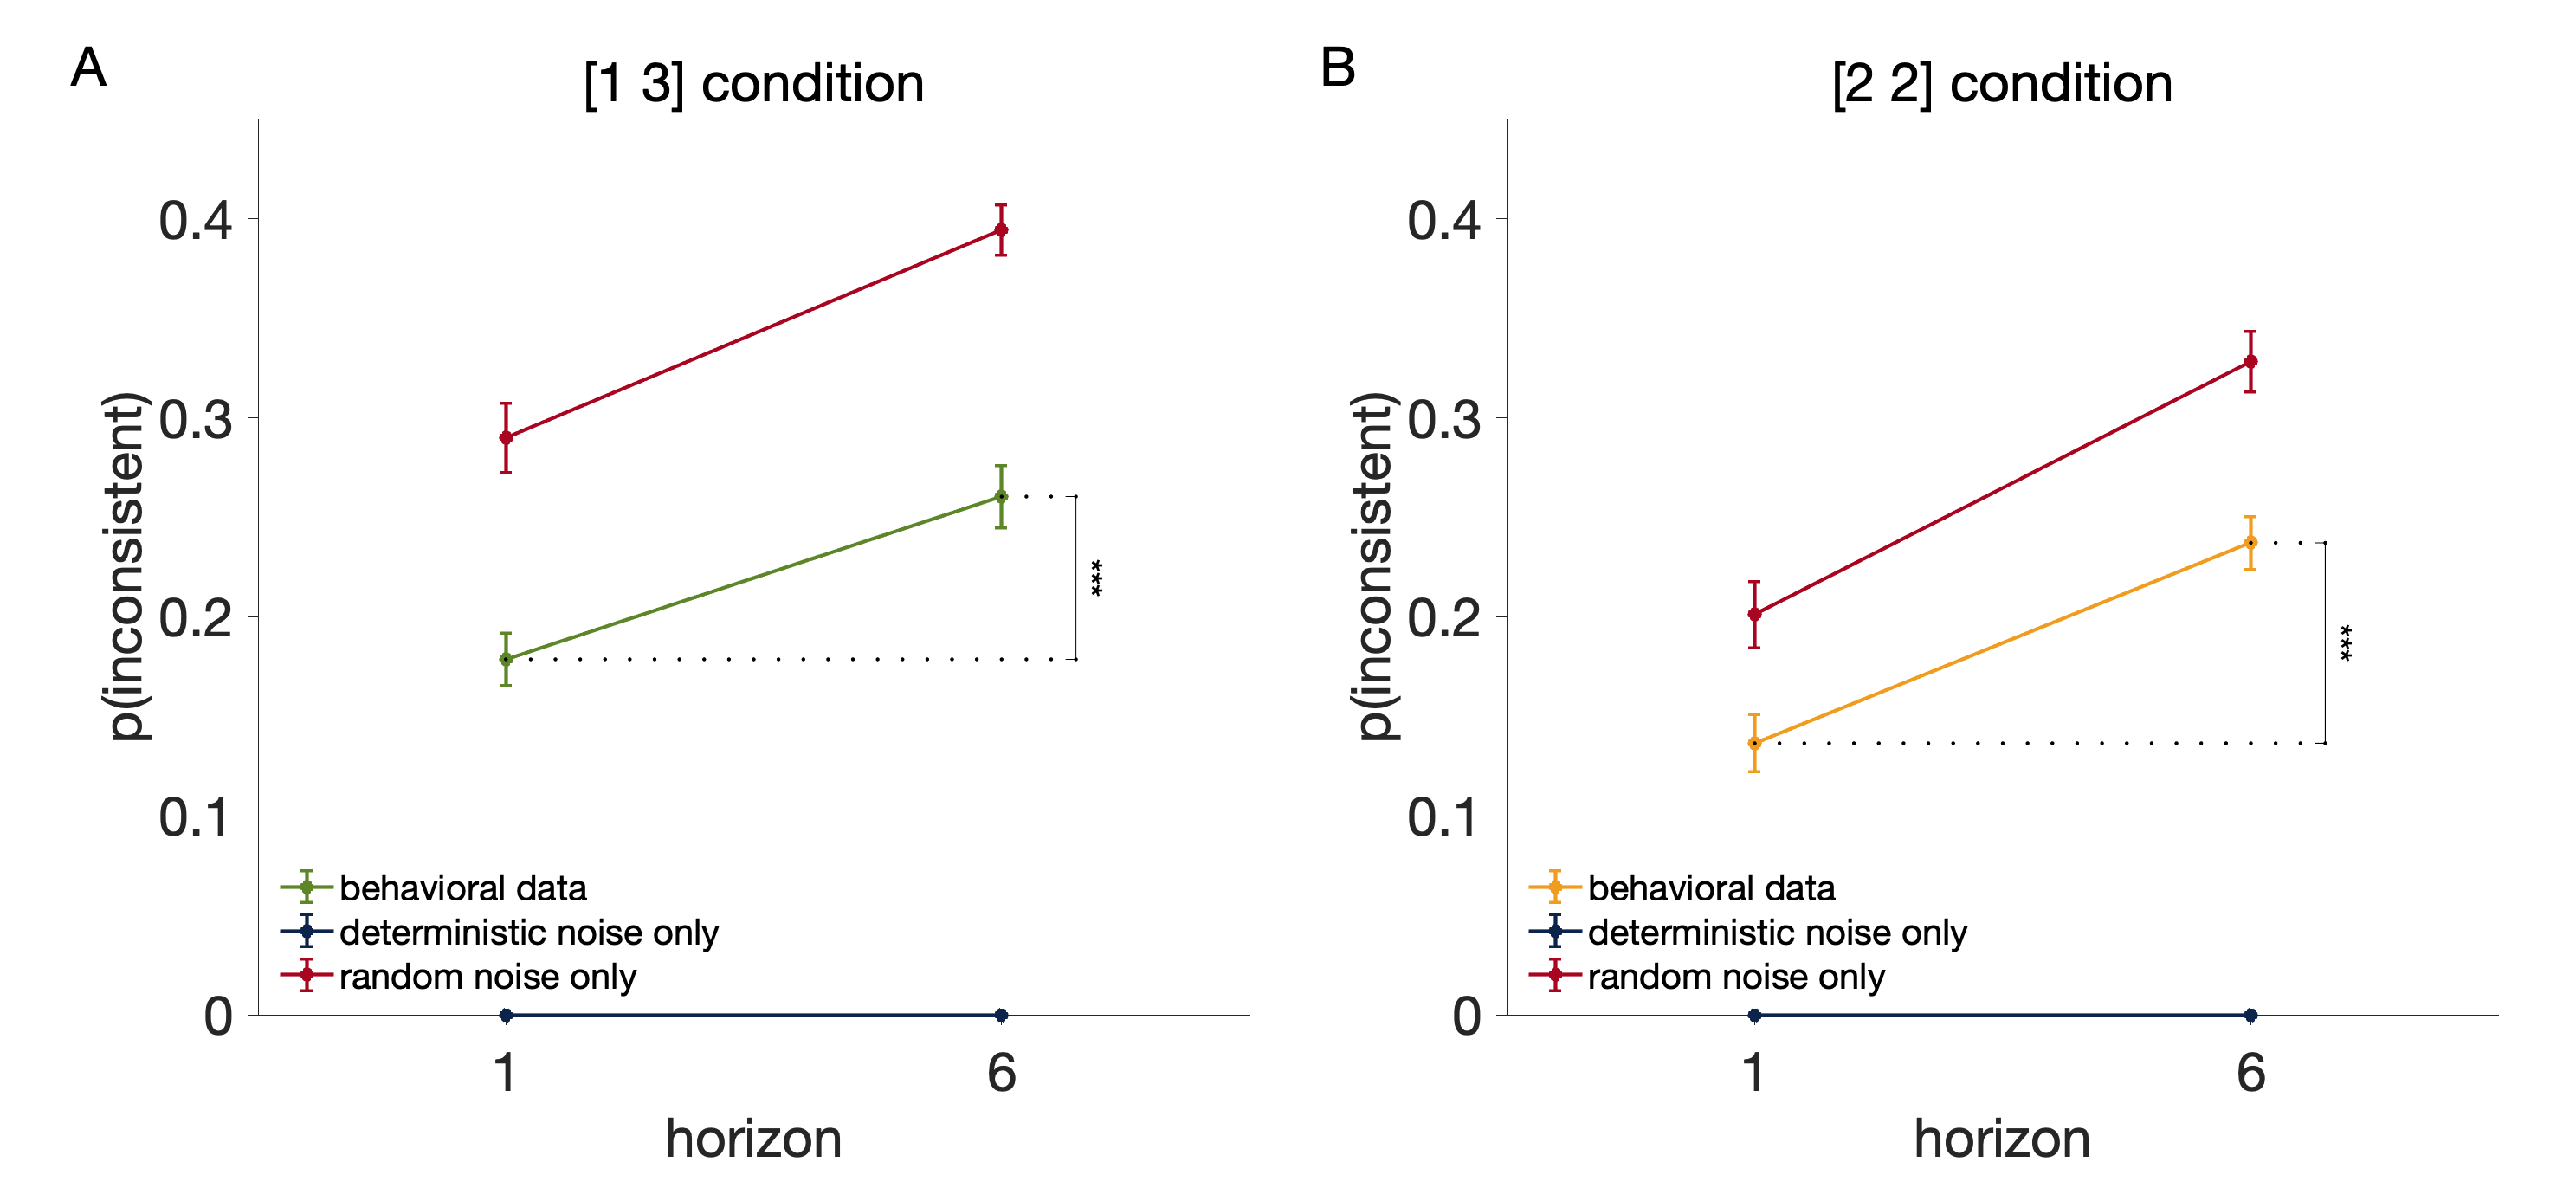 A
[1 3] condition
p(inconsistent)
0.4
0.3
0.2
0.1
0
***
behavioral data
deterministic noise only
random noise only
1
6
horizon
B
[2 2] condition
p(inconsistent)
0.4
0.3
0.2
0.1
0
***
behavioral data
deterministic noise only
random noise only
1
6
horizon